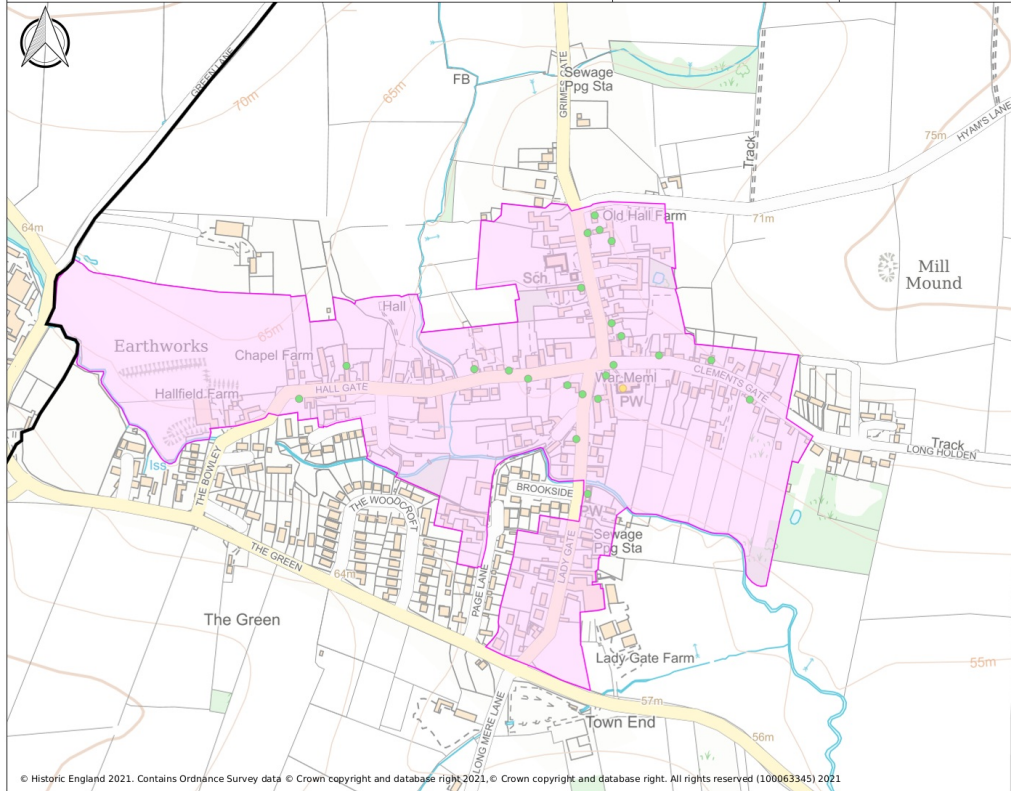 GREEN LANE
70m
65m
FB
GRIMES GATE
Sewage
Ppg Sta
Track
HYAM'S LANE
75m
64m
Old Hall Farm
71m
Sch
Mill
Mound
Hall
65m
Earthworks
Chapel Farm
HALL GATE
War Meml
PW
CLEMENTS GATE
Hallfield Farm
Track
LONG HOLDEN
Iss
THE BOWLEY
THE WOODCROFT
BROOKSIDE
PW
Sewage
Ppg Sta
LADY GATE
THE GREEN
64m
PAGE LANE
The Green
Lady Gate Farm
55m
57m
LONG MERE LANE
Town End
56m
© Historic England 2021. Contains Ordnance Survey data © Crown copyright and database right 2021,© Crown copyright and database right. All rights reserved (100063345) 2021